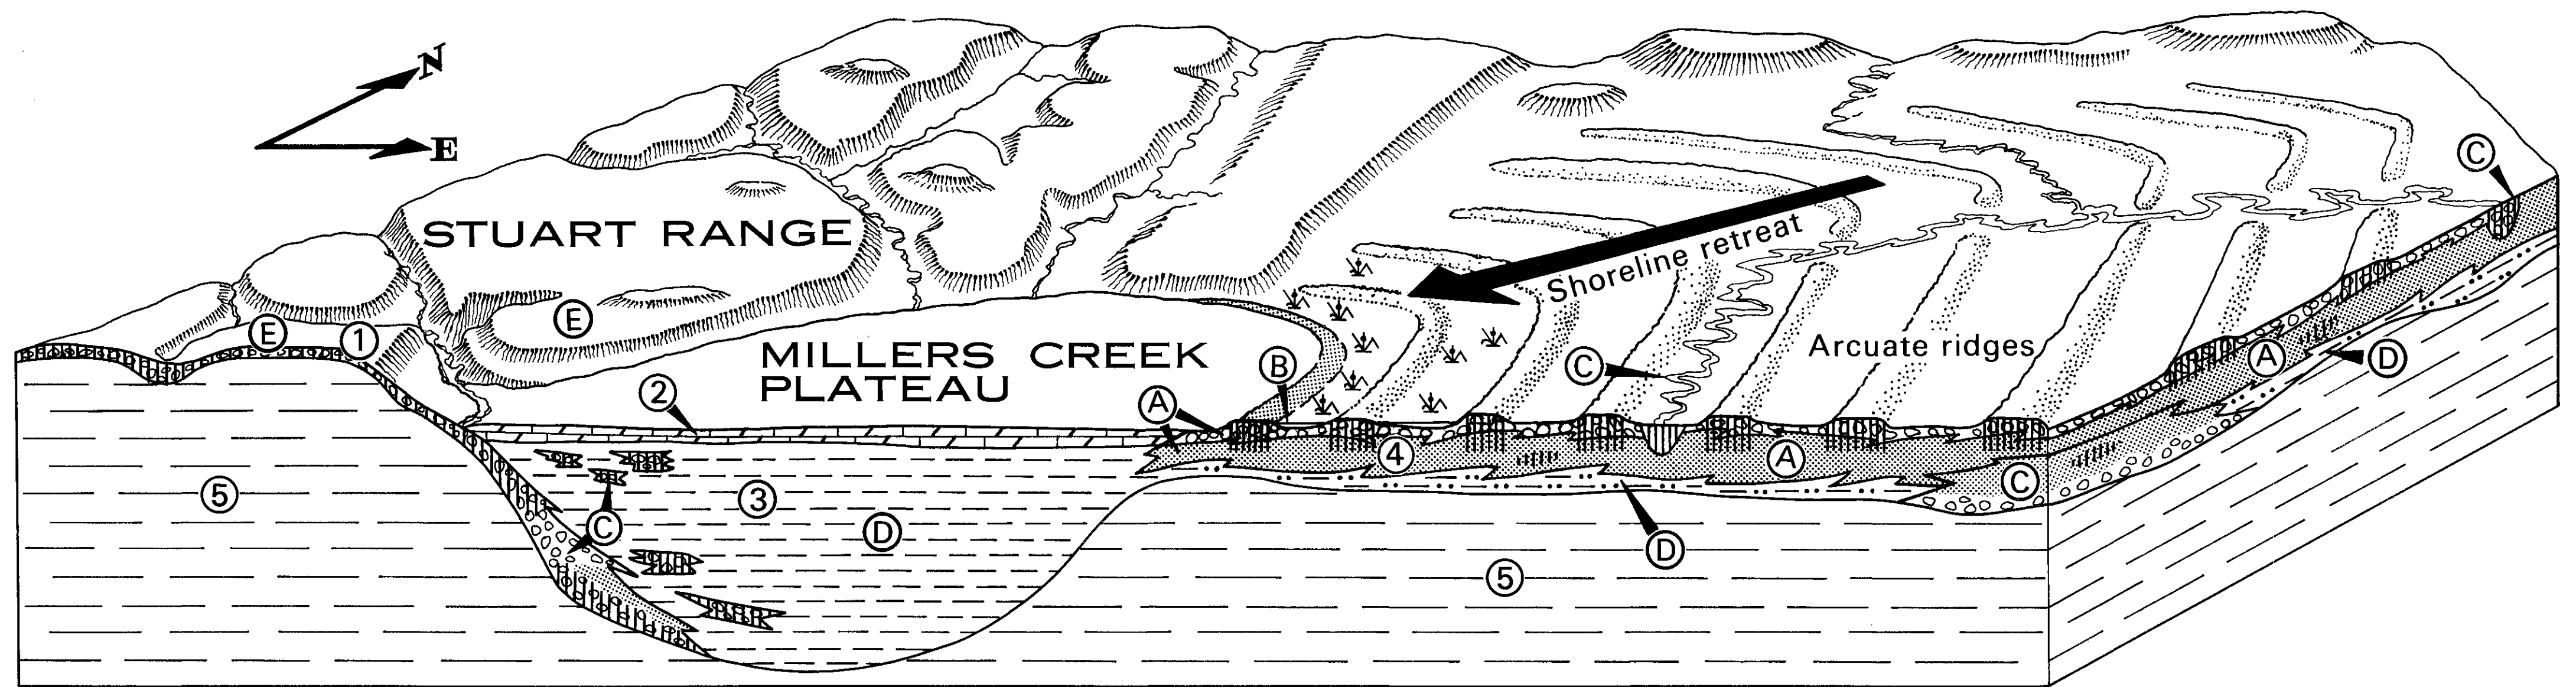 N
E
STUART RANGE
Shoreline retreat
C
E
1
E
MILLERS CREEK
PLATEAU
Arcuate ridges
B
C
A
D
2
A
4
A
C
5
3
C
D
D
5